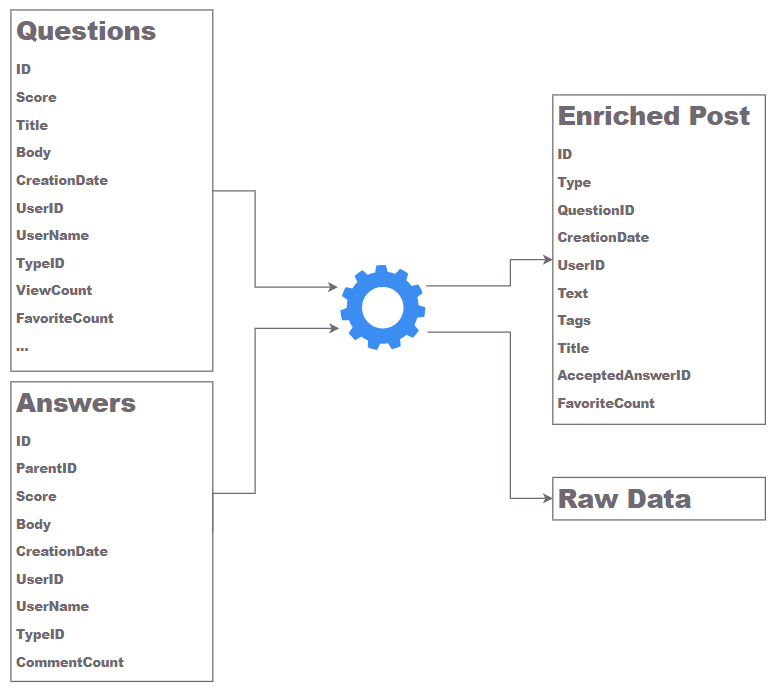 Questions
ID
Score
Title
Body
CreationDate
UserID
UserName
TypeID
ViewCount
FavoriteCount
...
Answers
ID
ParentID
Score
Body
CreationDate
UserID
UserName
TypeID
CommentCount
Enriched Post
ID
Type
QuestionID
CreationDate
UserID
Text
Tags
Title
AcceptedAnswerID
FavoriteCount
Raw Data